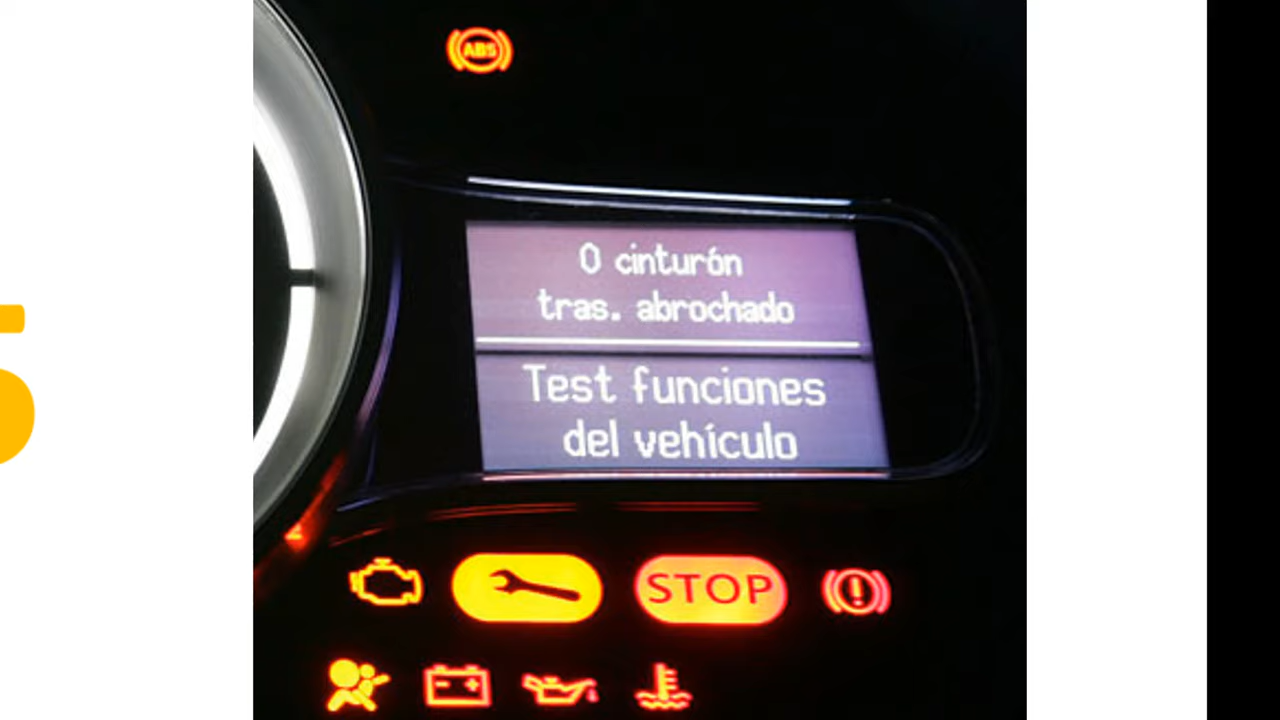 ABS
0 cinturón
tras. abrochado
Test funciones
del vehículo
STOP